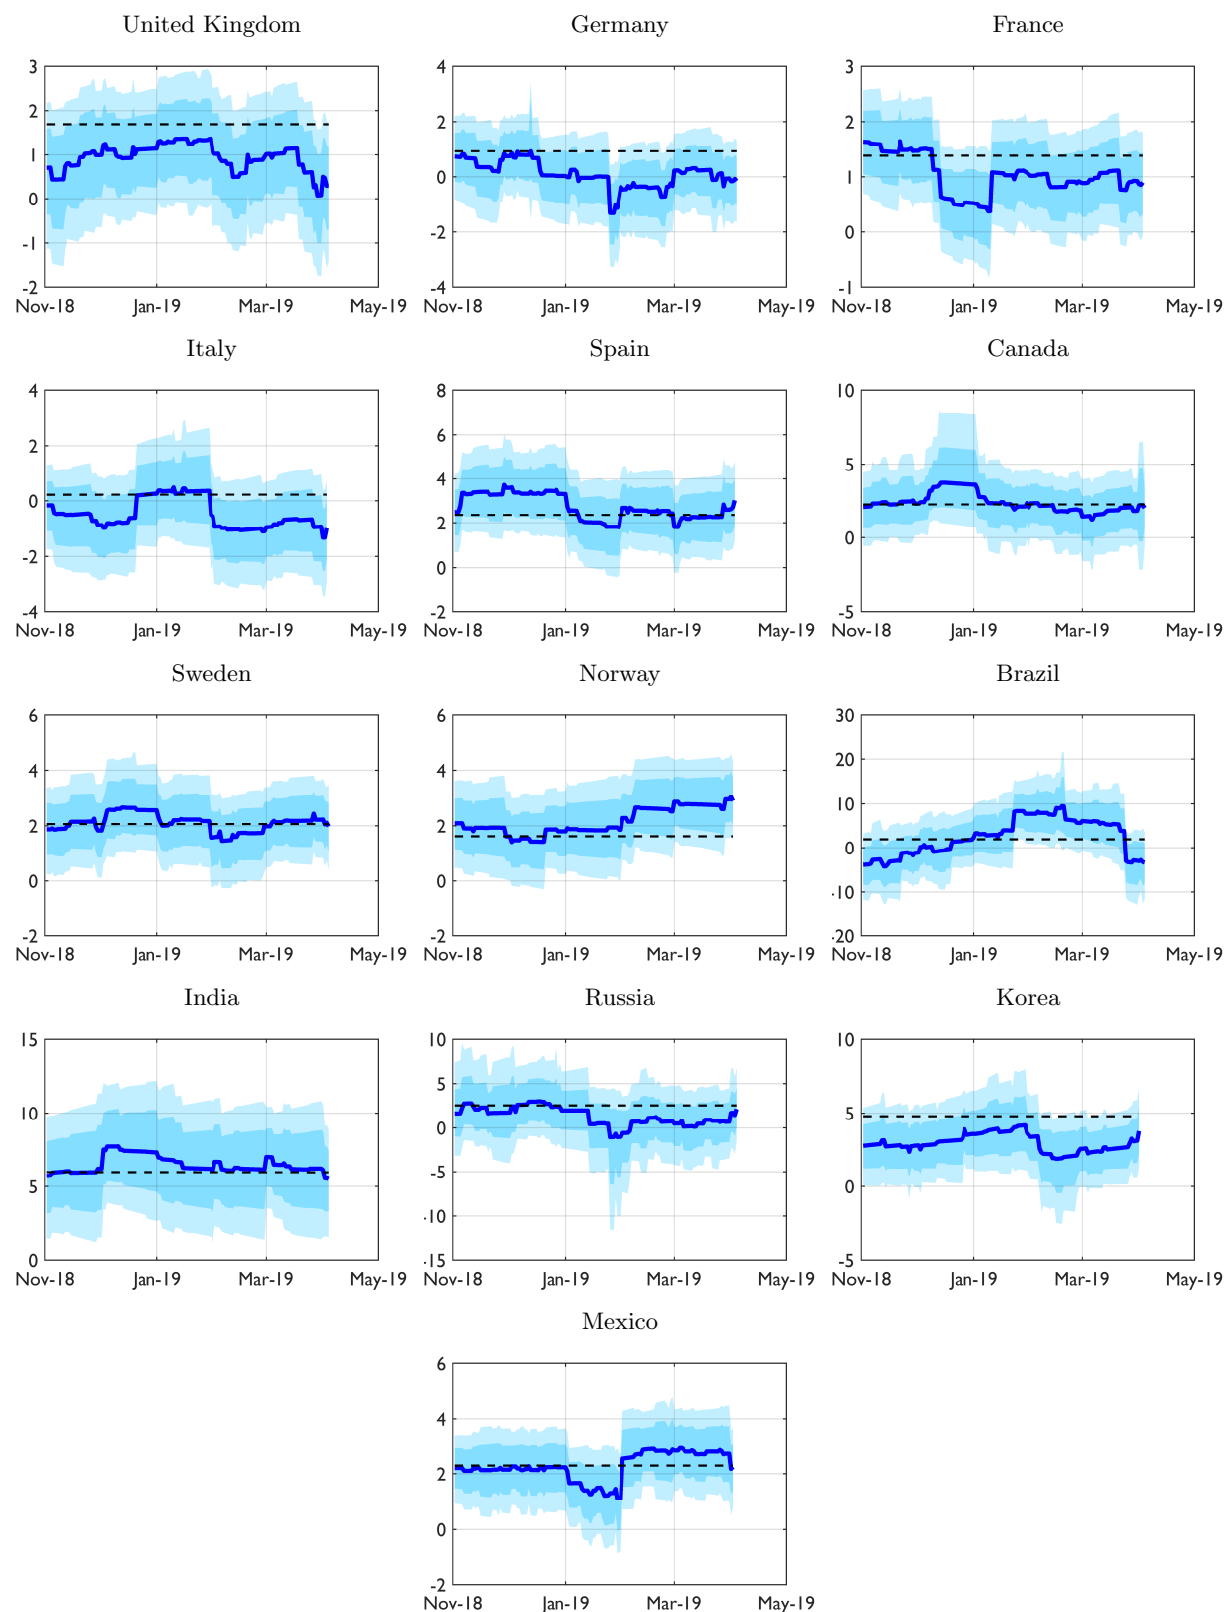 United Kingdom Germany France
3 4 3
2 2 2
1 0 1
0 -2 0
-1 -4 -1
-2
Nov-18 Jan-19 Mar-19 May-19 Nov-18 Jan-19 Mar-19 May-19 Nov-18 Jan-19 Mar-19 May-19
Italy Spain Canada
4 8 10
2 6 5
0 4 0
-2 2 -5
-4 0
-2
Nov-18 Jan-19 Mar-19 May-19 Nov-18 Jan-19 Mar-19 May-19 Nov-18 Jan-19 Mar-19 May-19
Sweden Norway Brazil
6 6 30
4 4 20
2 2 10
0 0 0
-2 -2 -10
-20
Nov-18 Jan-19 Mar-19 May-19 Nov-18 Jan-19 Mar-19 May-19 Nov-18 Jan-19 Mar-19 May-19
India Russia Korea
15 10 10
10 5 5
5 0 0
0 -5 -5
-10
-15
Nov-18 Jan-19 Mar-19 May-19 Nov-18 Jan-19 Mar-19 May-19 Nov-18 Jan-19 Mar-19 May-19
Mexico
6
4
2
0
-2
Nov-18 Jan-19 Mar-19 May-19